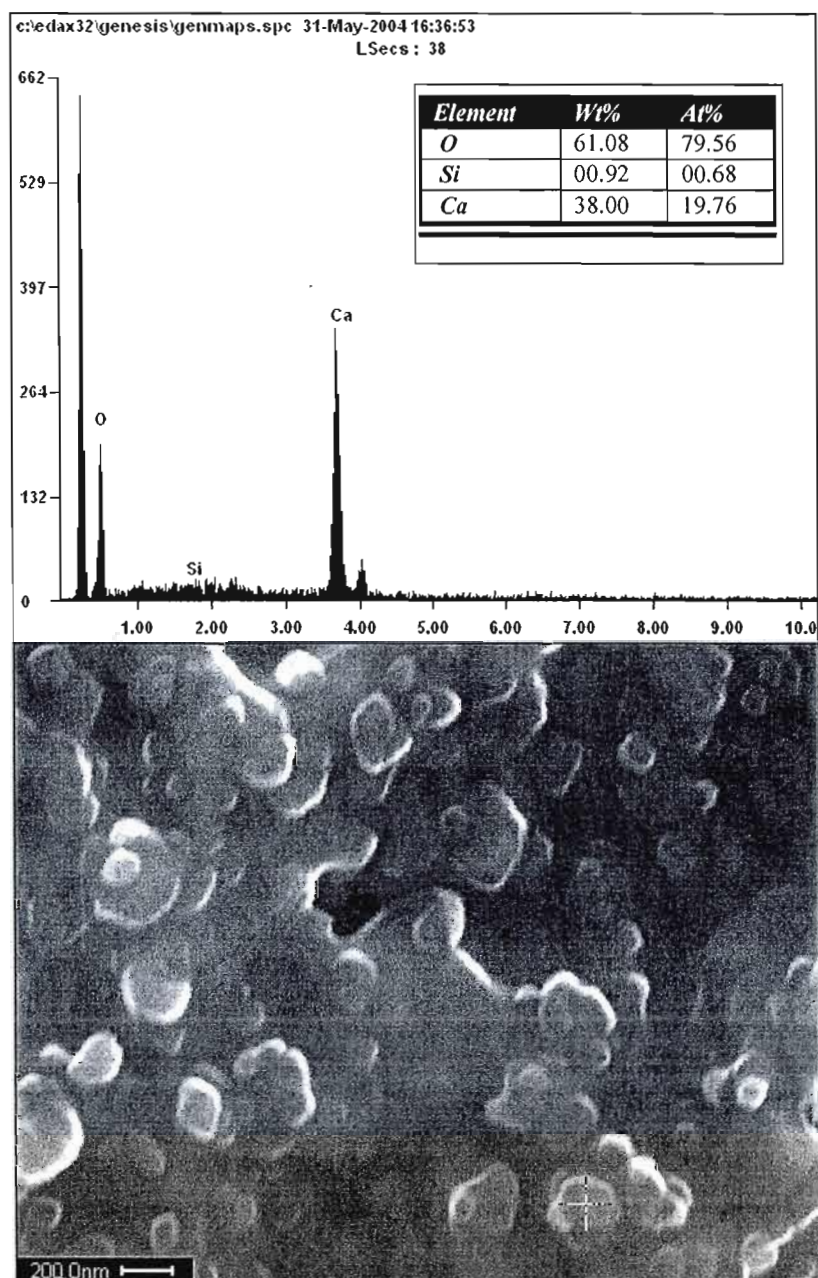 c:\edax32\genesis\genmaps.spc 31-May-2004 16:36:53
LSecs : 38
662
529
397
264
132
0
Element Wt% At%
O 61.08 79.56
Si 00.92 00.68
Ca 38.00 19.76
Ca
O
Si
1.00 2.00 3.00 4.00 5.00 6.00 7.00 8.00 9.00 10.0
200.0nm